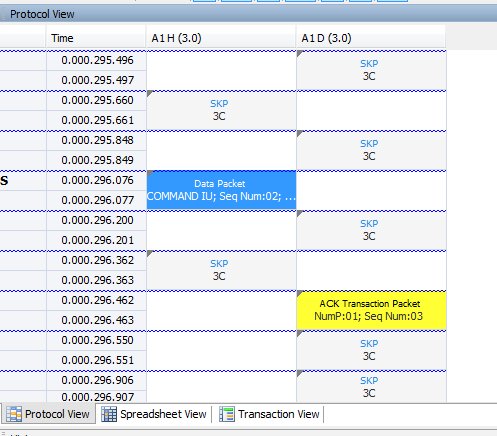 Protocol View
Time A1H (3.0) A1D (3.0)
0.000.295.496 SKP
0.000.295.497 3C
0.000.295.660 SKP
0.000.295.661 3C
0.000.295.848 SKP
0.000.295.849 3C
s 0.000.296.076 Data Packet
0.000.296.077 COMMAND IU; Seq Num:02; ...
0.000.296.200 SKP
0.000.296.201 3C
0.000.296.362 SKP
0.000.296.363 3C
0.000.296.462 ACK Transaction Packet
0.000.296.463 NumP:01; Seq Num:03
0.000.296.550 SKP
0.000.296.551 3C
0.000.296.906 SKP
0.000.296.907 3C
Protocol View Spreadsheet View Transaction View